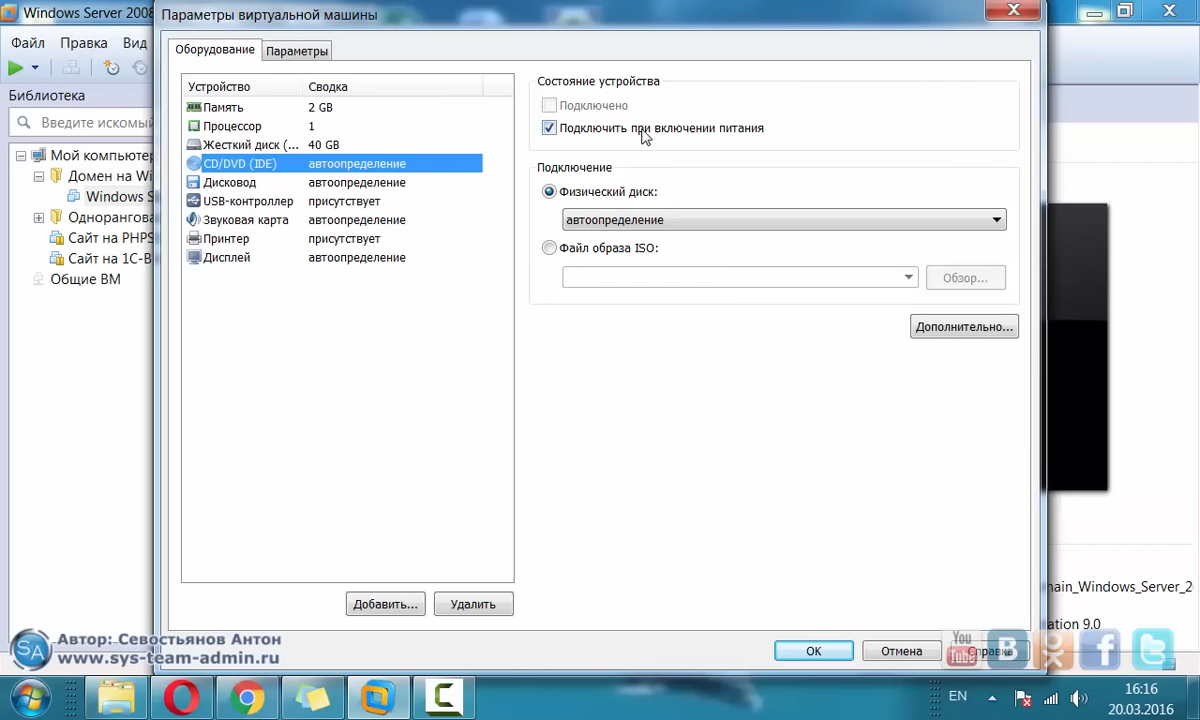 Windows Server 2008
Параметры виртуальной машины
Файл Правка Вид
Библиотека
Введите искомый
Мой компьютер
Домен на Wi
Windows S
Однорангова
Сайт на PHPS
Сайт на 1С-Б
Общие ВМ
Оборудование Параметры
Устройство Сводка
Память 2 GB
Процессор 1
Жесткий диск (... 40 GB
CD/DVD (IDE) автоопределение
Дисковод автоопределение
USB-контроллер присутствует
Звуковая карта автоопределение
Принтер присутствует
Дисплей автоопределение
Добавить... Удалить
Состояние устройства
Подключено
Подключить при включении питания
Подключение
Физический диск:
автоопределение
Файл образа ISO:
Обзор...
Дополнительно...
ОК Отмена Справка
main_Windows_Server_2
ation 9.0
SA
Автор: Севостьянов Антон
www.sys-team-admin.ru
You
Tube
EN
16:16
20.03.2016